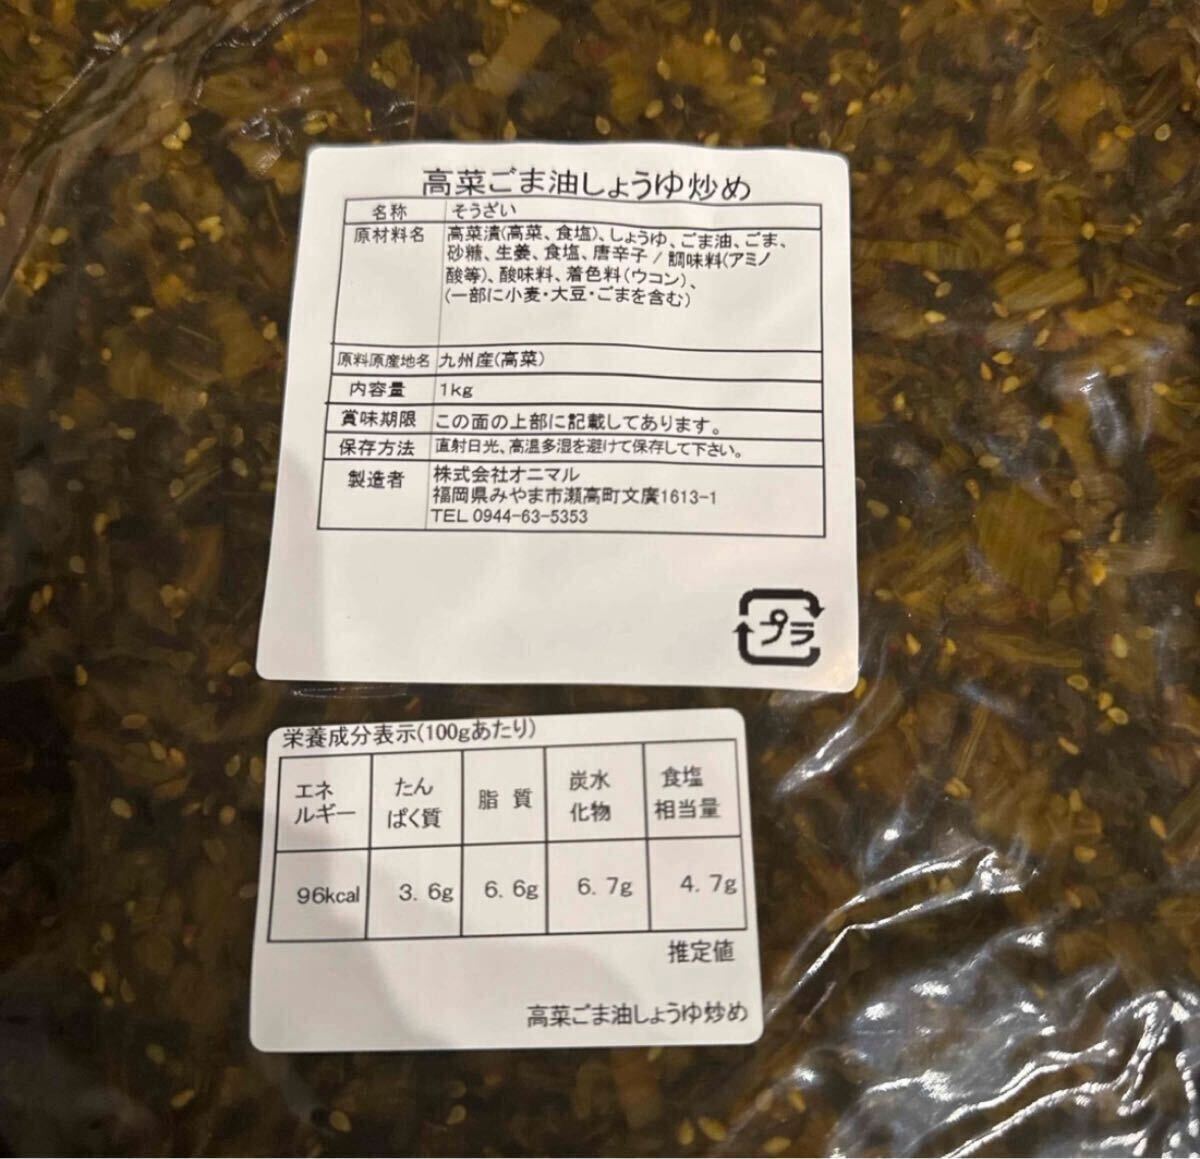 高菜ごま油しょうゆ炒め
名称 そうざい
原材料名 高菜漬(高菜、食塩)、しょうゆ、ごま油、ごま、
砂糖、生姜、食塩、唐辛子 / 調味料(アミノ
酸等)、酸味料、着色料(ウコン)、
(一部に小麦・大豆・ごまを含む)
原料原産地名 九州産(高菜)
内容量 1kg
賞味期限 この面の上部に記載してあります。
保存方法 直射日光、高温多湿を避けて保存して下さい。
製造者 株式会社オニマル
福岡県みやま市瀬高町文廣1613-1
TEL 0944-63-5353
プラ
栄養成分表示(100gあたり)
エネ
ルギー たん
ぱく質 脂 質 炭水
化物 食塩
相当量
96kcal 3. 6g 6. 6g 6. 7g 4. 7g
推定値
高菜ごま油しょうゆ炒め